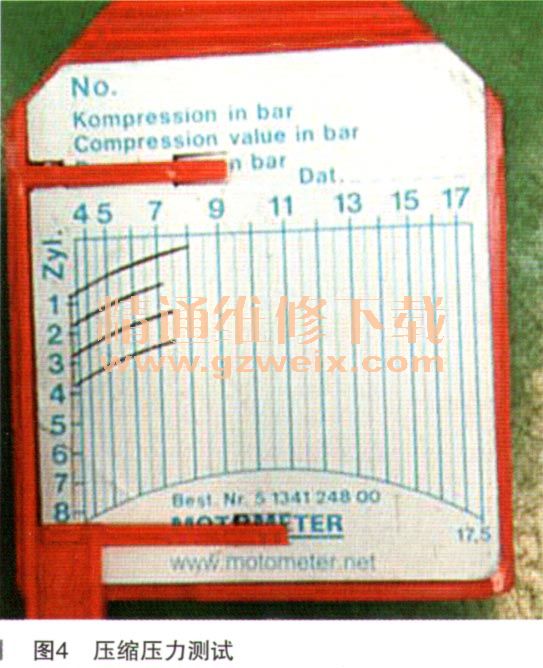 No.
Kompression in bar
Compression value in bar
n bar
Dat.
4 5 7 9 11 13 15 17
Zyl.
1
2
3
4
5
6
7
8
精通维修下载
www.gzweix.com
Best. Nr. 5 1341 248 00
MOTOMETER
17,5
www.motometer.net
图4 压缩压力测试